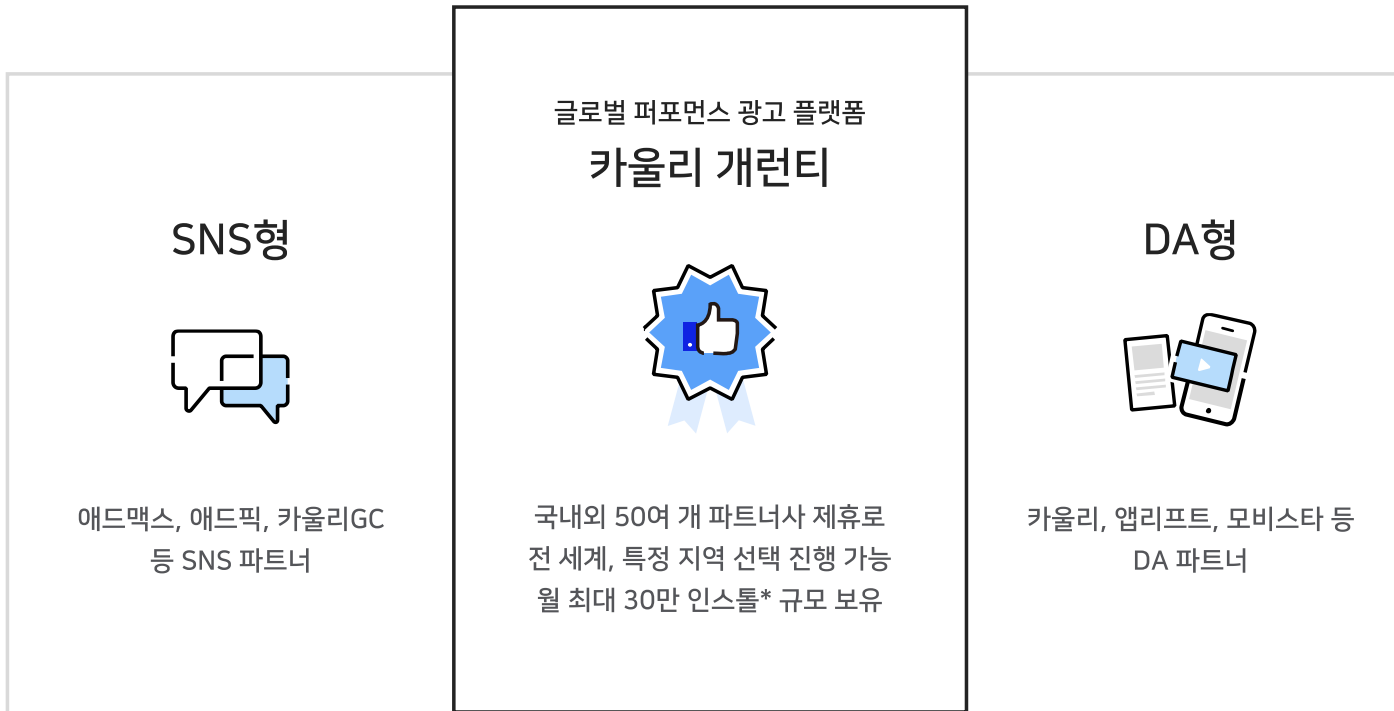 SNS형
애드맥스, 애드픽, 카울리GC
등 SNS 파트너
글로벌 퍼포먼스 광고 플랫폼
카울리 개런티
국내외 50여 개 파트너사 제휴로
전 세계, 특정 지역 선택 진행 가능
월 최대 30만 인스톨* 규모 보유
DA형
카울리, 앱리프트, 모비스타 등
DA 파트너